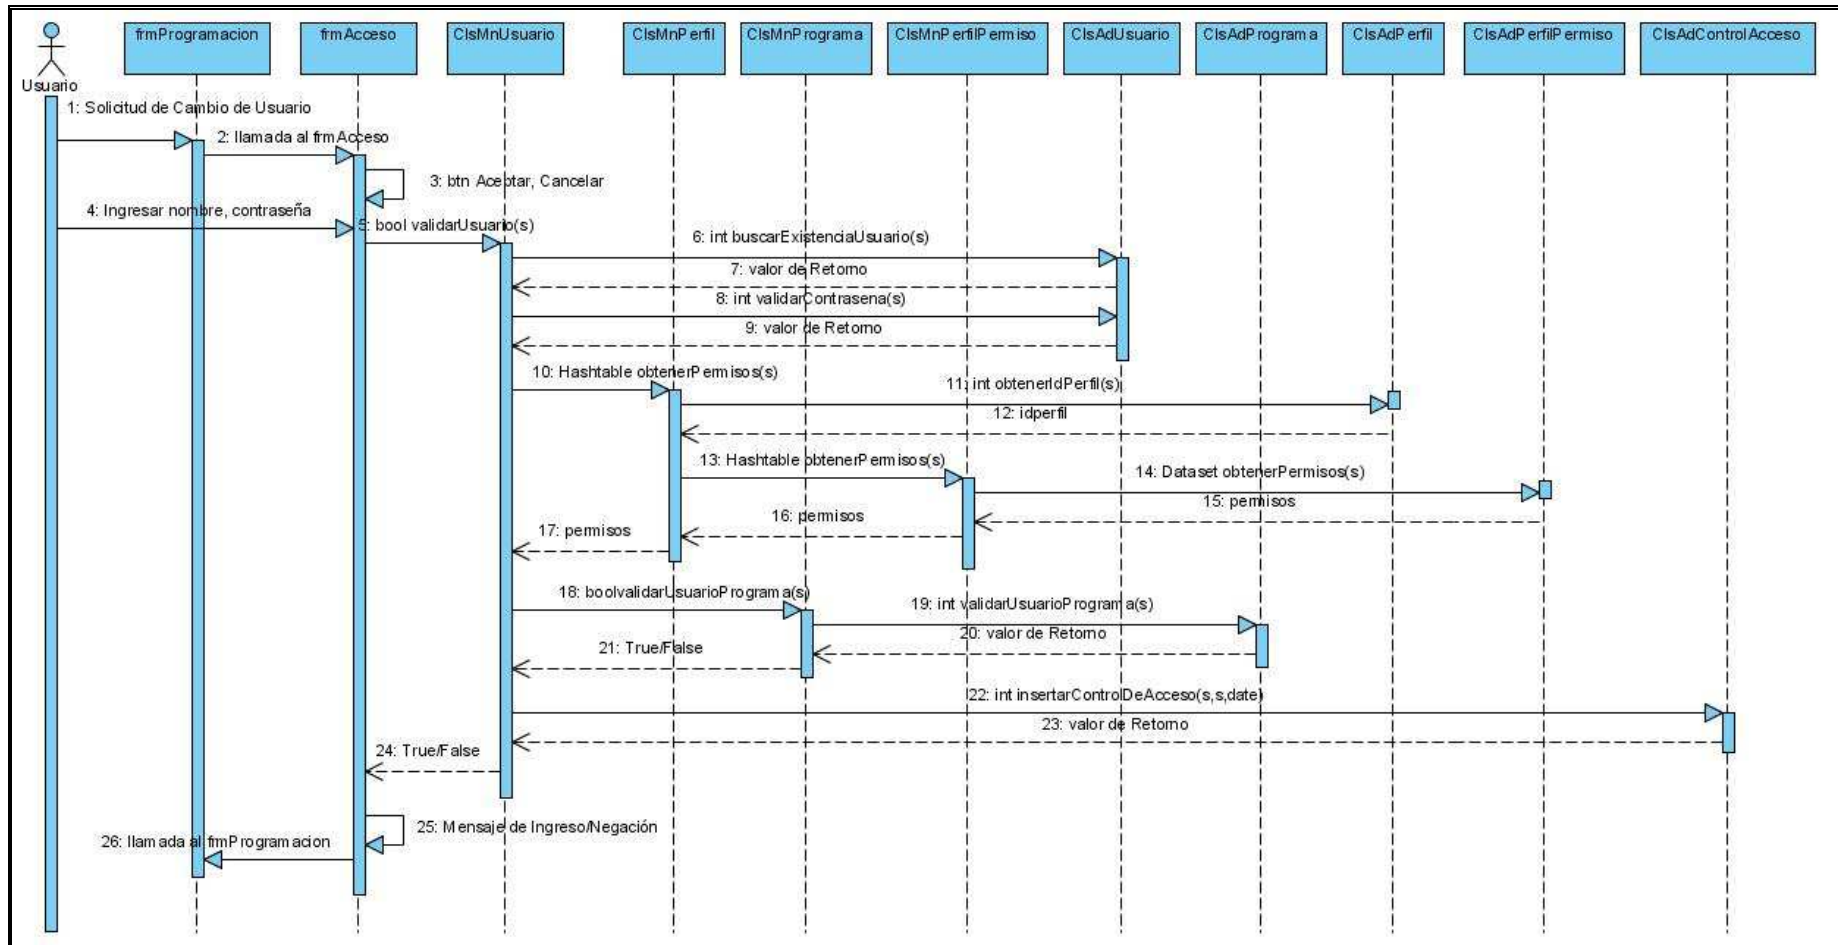 frmProgramacion
frmAcceso
ClsMnUsuario
ClsMnPerfil
ClsMnPrograma
ClsMnPerfilPermiso
ClsAdUsuario
ClsAdPrograma
ClsAdPerfil
ClsAdPerfilPermiso
ClsAdControlAcceso
Usuario
1: Solicitud de Cambio de Usuario
2: llamada al frmAcceso
3: btn Aceptar, Cancelar
4: Ingresar nombre, contraseña
5: bool validarUsuario(s)
6: int buscarExistenciaUsuario(s)
7: valor de Retorno
8: int validarContrasena(s)
9: valor de Retorno
10: Hashtable obtenerPermisos(s)
11: int obtenerIdPerfil(s)
12: idperfil
13: Hashtable obtenerPermisos(s)
14: Dataset obtenerPermisos(s)
15: permisos
16: permisos
17: permisos
18: boolvalidarUsuarioPrograma(s)
19: int validarUsuarioPrograma(s)
20: valor de Retorno
21: True/False
22: int insertarControlDeAcceso(s,s,date)
23: valor de Retorno
24: True/False
25: Mensaje de Ingreso/Negación
26: llamada al frmProgramacion